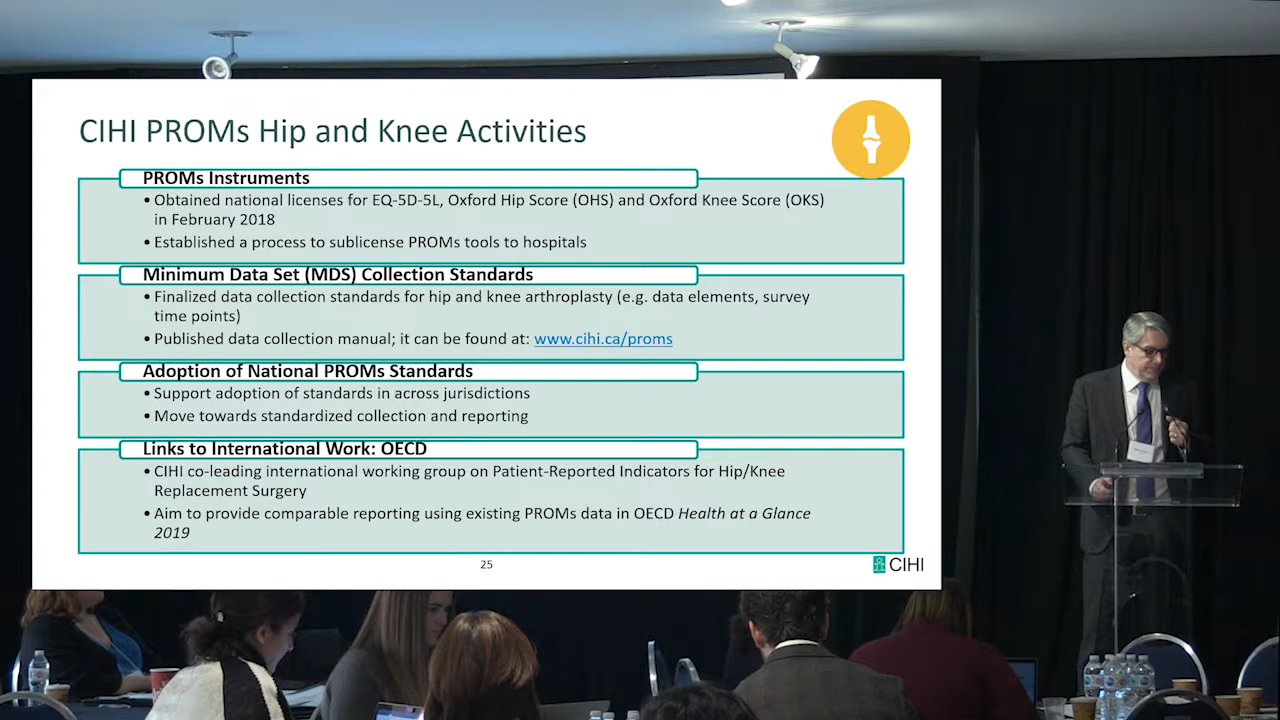 CIHI PROMs Hip and Knee Activities
PROMs Instruments
• Obtained national licenses for EQ-5D-5L, Oxford Hip Score (OHS) and Oxford Knee Score (OKS)
in February 2018
• Established a process to sublicense PROMs tools to hospitals
Minimum Data Set (MDS) Collection Standards
• Finalized data collection standards for hip and knee arthroplasty (e.g. data elements, survey
time points)
• Published data collection manual; it can be found at: www.cihi.ca/proms
Adoption of National PROMs Standards
• Support adoption of standards in across jurisdictions
• Move towards standardized collection and reporting
Links to International Work: OECD
• CIHI co-leading international working group on Patient-Reported Indicators for Hip/Knee
Replacement Surgery
• Aim to provide comparable reporting using existing PROMs data in OECD Health at a Glance
2019
25
CIHI